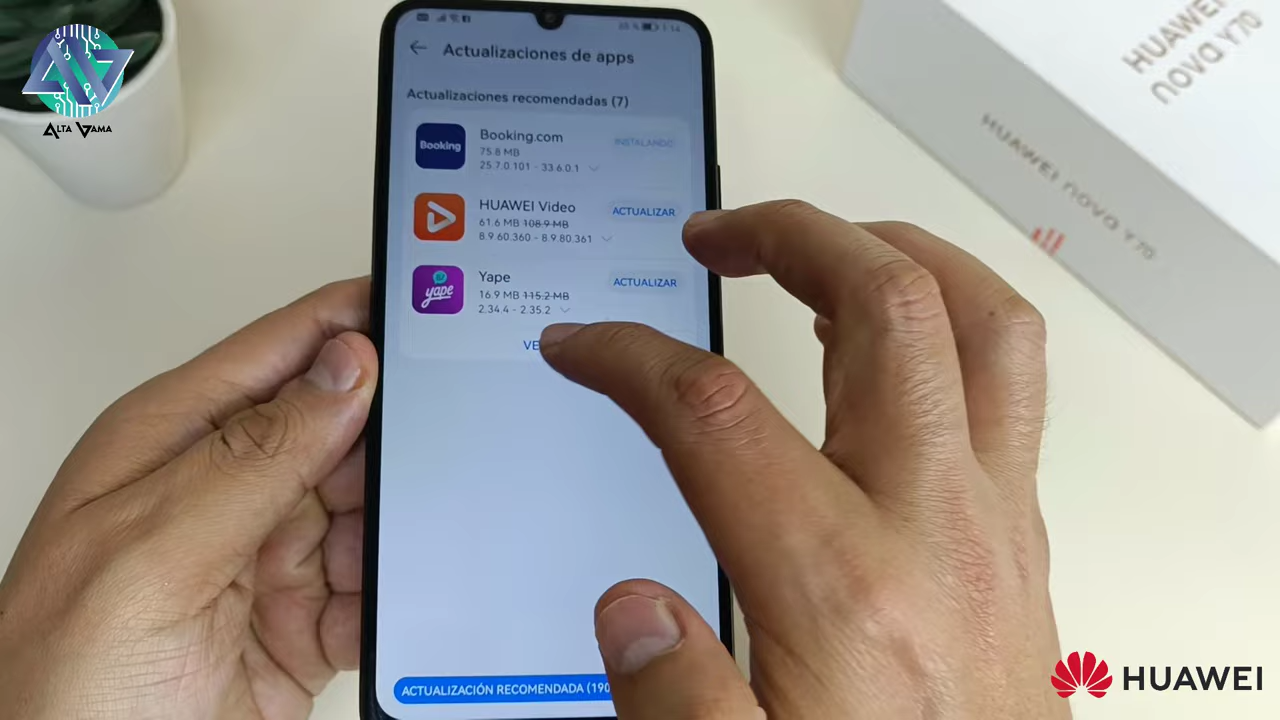 ALTA GAMA
Actualizaciones de apps
Actualizaciones recomendadas (7)
Booking
Booking.com
75.8 MB
25.7.0.101 - 33.6.0.1
INSTALANDO
HUAWEI Video
61.6 MB 108.9 MB
8.9.60.360 - 8.9.80.361
ACTUALIZAR
yape
Yape
16.9 MB 115.2 MB
2.34.4 - 2.35.2
ACTUALIZAR
ACTUALIZACIÓN RECOMENDADA (190
HUAWEI
nova Y70
HUAWEI nova Y70
HUAWEI